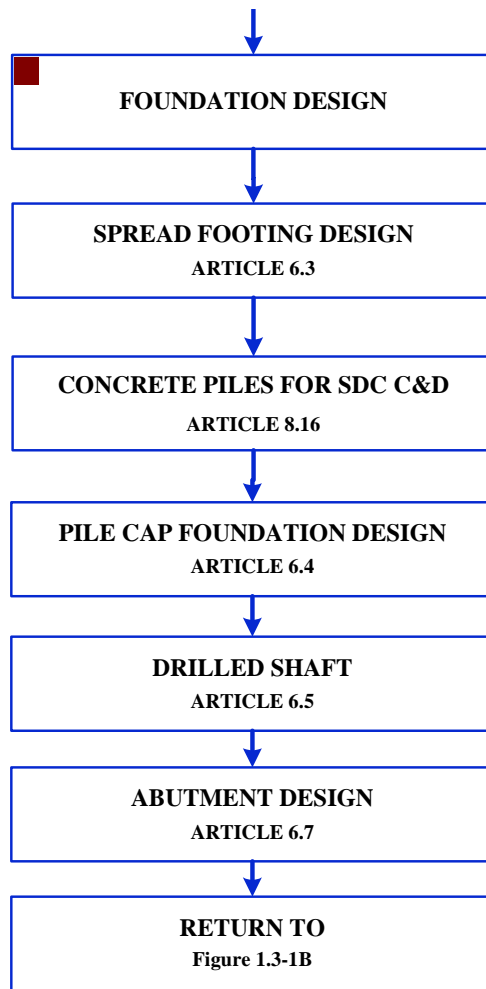 FOUNDATION DESIGN
SPREAD FOOTING DESIGN
ARTICLE 6.3
CONCRETE PILES FOR SDC C&D
ARTICLE 8.16
PILE CAP FOUNDATION DESIGN
ARTICLE 6.4
DRILLED SHAFT
ARTICLE 6.5
ABUTMENT DESIGN
ARTICLE 6.7
RETURN TO
Figure 1.3-1B